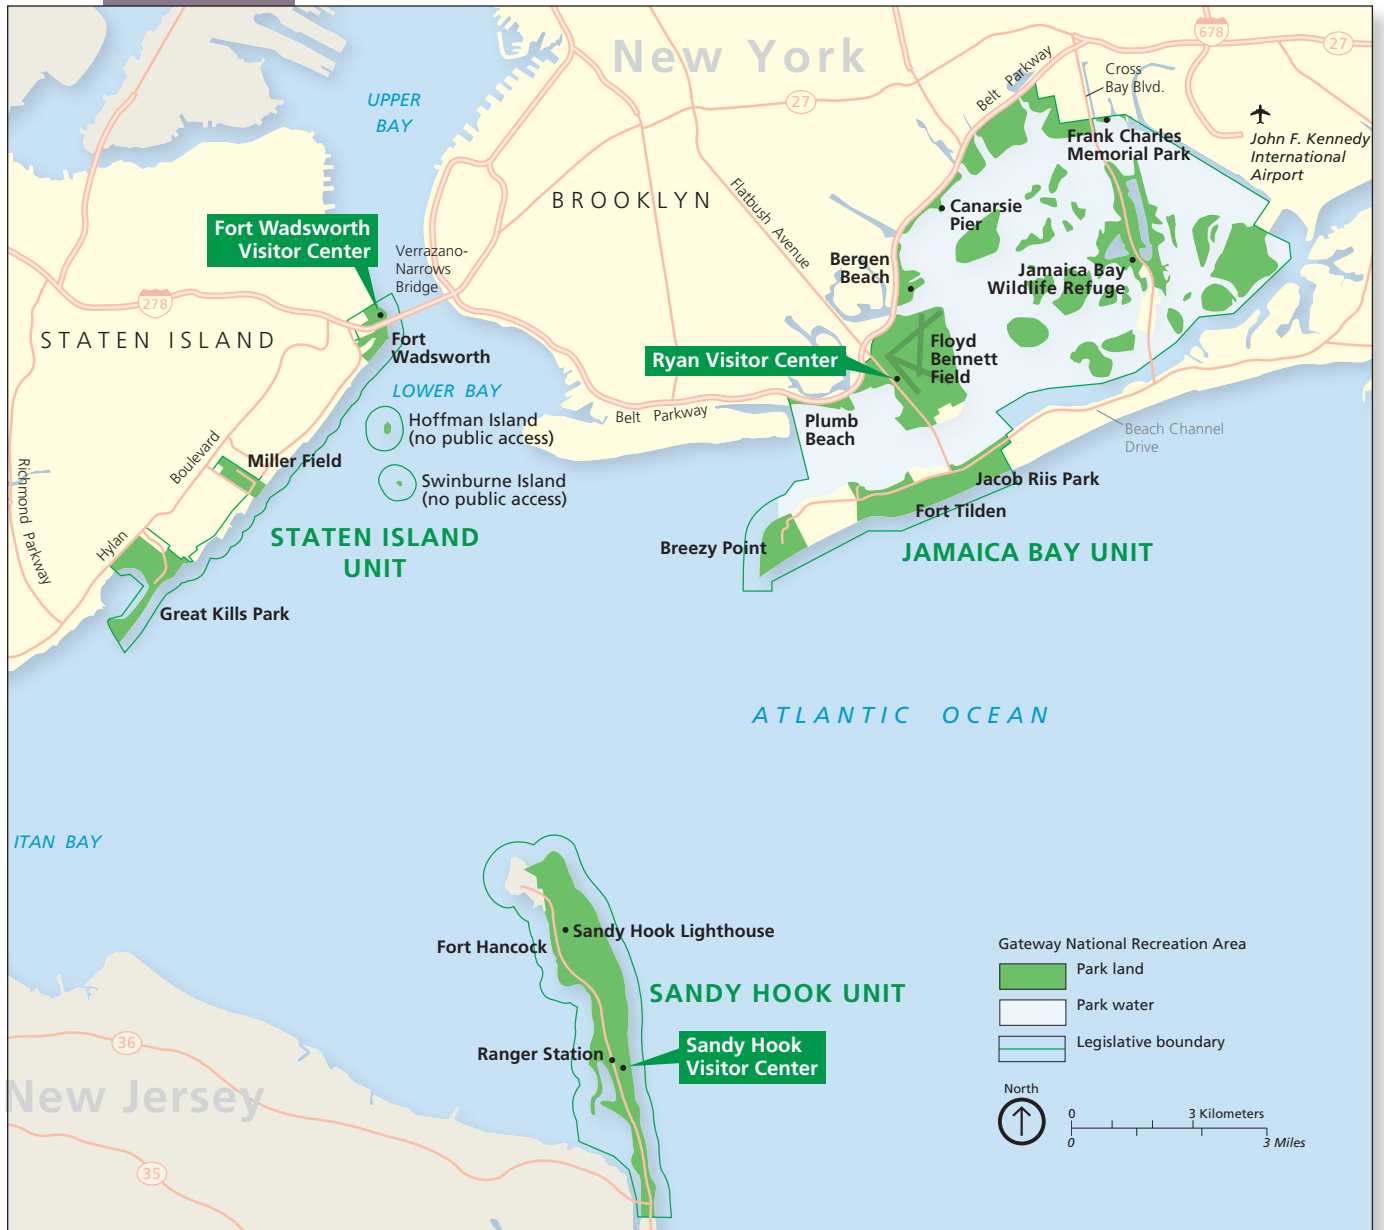 New York
678
27
27
Belt Parkway
Cross
Bay Blvd.
UPPER
BAY
John F. Kennedy
International
Airport
Frank Charles
Memorial Park
BROOKLYN
Flatbush Avenue
Canarsie
Pier
Fort Wadsworth
Visitor Center
Verrazano-
Narrows
Bridge
Bergen
Beach
Jamaica Bay
Wildlife Refuge
278
STATEN ISLAND
Fort
Wadsworth
Floyd
Bennett
Field
Ryan Visitor Center
LOWER BAY
Hoffman Island
(no public access)
Belt Parkway
Plumb
Beach
Beach Channel
Drive
Boulevard
Miller Field
Richmond Parkway
Swinburne Island
(no public access)
Jacob Riis Park
Fort Tilden
STATEN ISLAND
UNIT
Hylan
Breezy Point
JAMAICA BAY UNIT
Great Kills Park
ATLANTIC OCEAN
ITAN BAY
Sandy Hook Lighthouse
Fort Hancock
SANDY HOOK UNIT
Gateway National Recreation Area
Park land
Park water
Legislative boundary
36
Ranger Station
Sandy Hook
Visitor Center
New Jersey
North
0
3 Kilometers
0
3 Miles
35